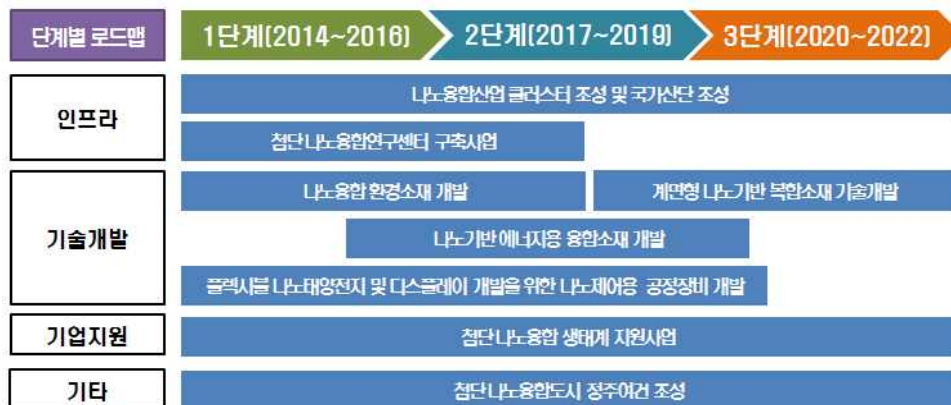 단계별 로드맵
1단계(2014~2016)
2단계(2017~2019)
3단계(2020~2022)
인프라
나노융합산업 클러스터 조성 및 국가산단 조성
첨단나노융합연구센터 구축사업
기술개발
나노융합 환경소재 개발
계면형 나노기반 복합소재 기술개발
나노기반 에너지용 융합소재 개발
플렉시블 나노태양전지 및 디스플레이 개발을 위한 나노제어용 공정장비 개발
기업지원
첨단나노융합 생태계 지원사업
기타
첨단나노융합도시 정주여건 조성